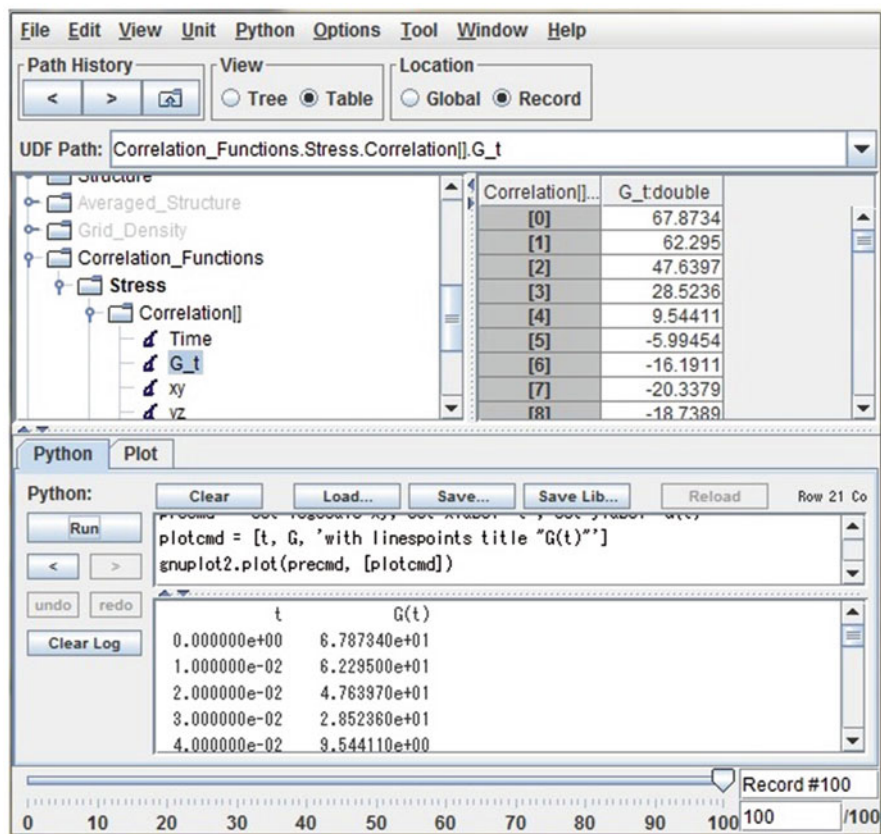 File Edit View Unit Python Options Tool Window Help
Path History View Location
< > Tree Table Global Record
UDF Path: Correlation_Functions.Stress.Correlation[].G_t
Structure
Averaged_Structure
Grid_Density
Correlation_Functions
Stress
Correlation[]
Time
G_t
xy
yz
Correlation[]... G_t:double
[0] 67.8734
[1] 62.295
[2] 47.6397
[3] 28.5236
[4] 9.54411
[5] -5.99454
[6] -16.1911
[7] -20.3379
[8] -18.7389
Python Plot
Python: Clear Load... Save... Save Lib... Reload Row 21 Co
Run
< >
undo redo
Clear Log
plotcmd = [t, G, 'with linespoints title "G(t)"']
gnuplot2.plot(precmd, [plotcmd])
t G(t)
0.000000e+00 6.787340e+01
1.000000e-02 6.229500e+01
2.000000e-02 4.763970e+01
3.000000e-02 2.852360e+01
4.000000e-02 9.544110e+00
Record #100
0 10 20 30 40 50 60 70 80 90 100 100 /100